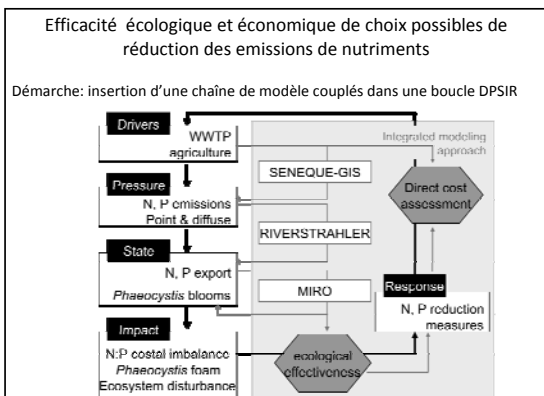 Efficacité écologique et économique de choix possibles de
réduction des emissions de nutriments
Démarche: insertion d'une chaîne de modèle couplés dans une boucle DPSIR
Drivers
WWTP
agriculture
Integrated modeling
approach
SENEQUE-GIS
Direct cost
assessment
Pressure
N, P emissions
Point & diffuse
RIVERSTRAHLER
State
N, P export
Phaeocystis blooms
MIRO
Response
N, P reduction
measures
Impact
N:P costal imbalance
Phaeocystis foam
Ecosystem disturbance
ecological
effectiveness